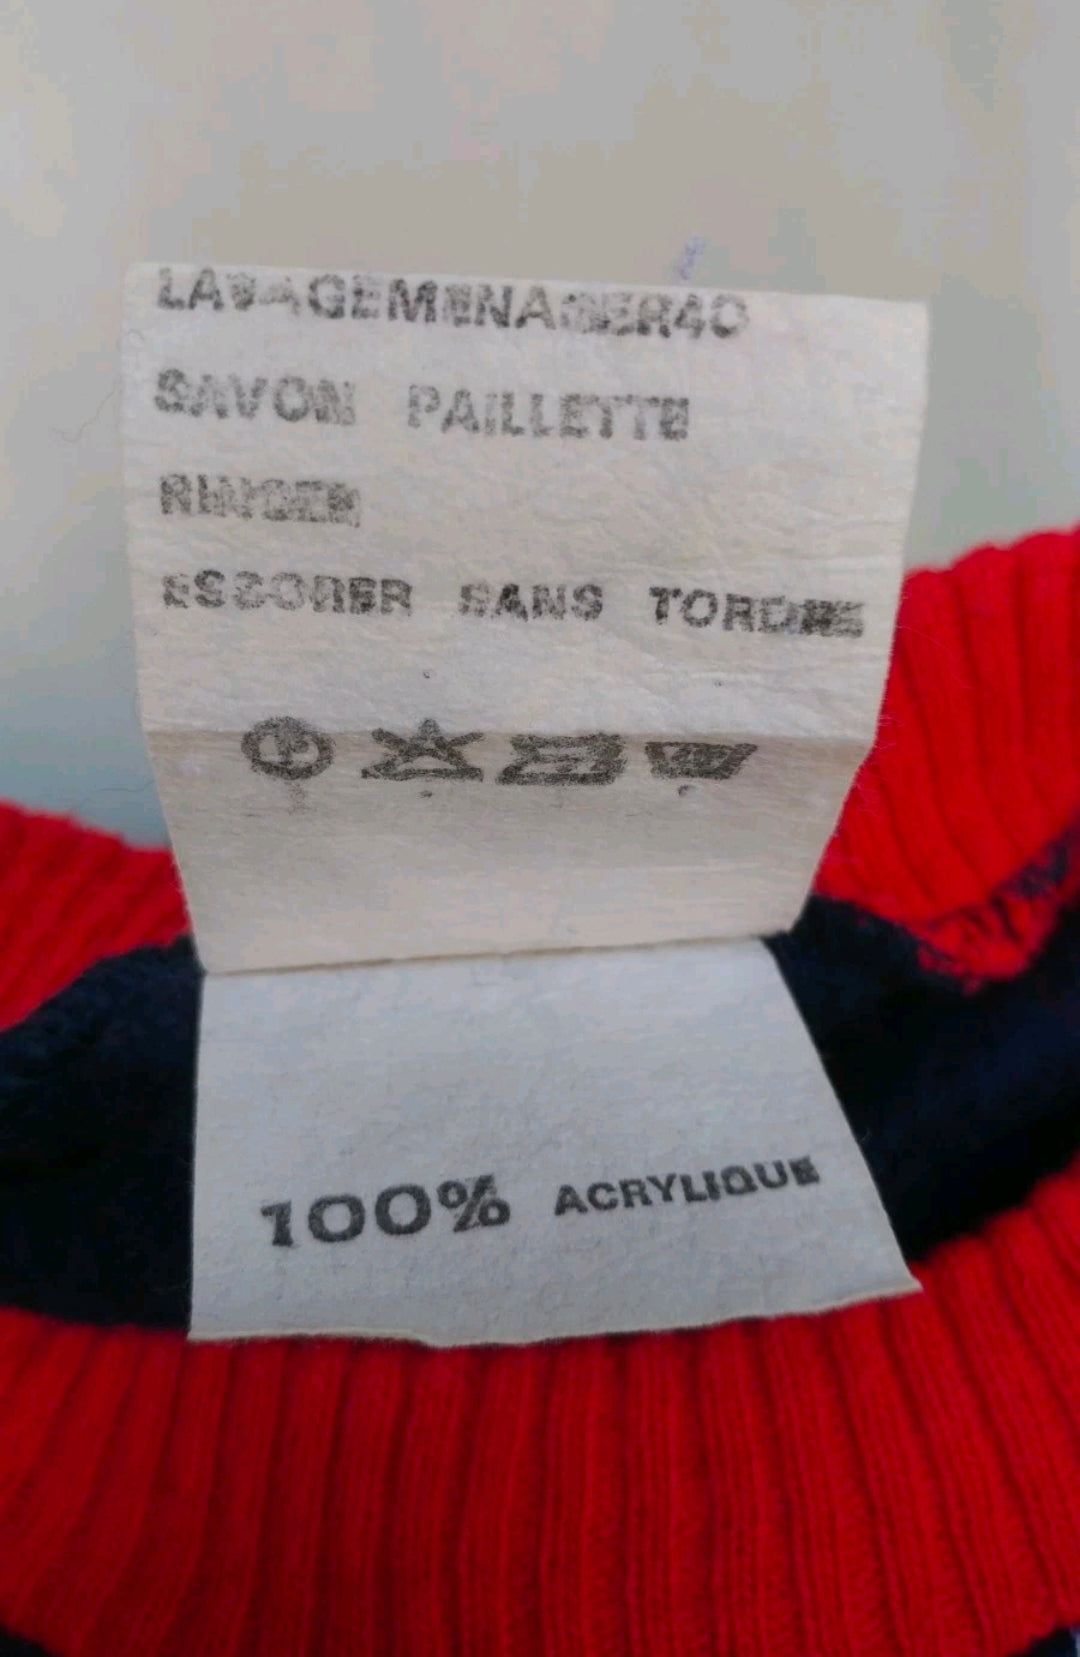 LAVAGEMENAGER40
SAVON PAILLETTE
RINCER
ESSORER SANS TORDRE
100% ACRYLIQUE